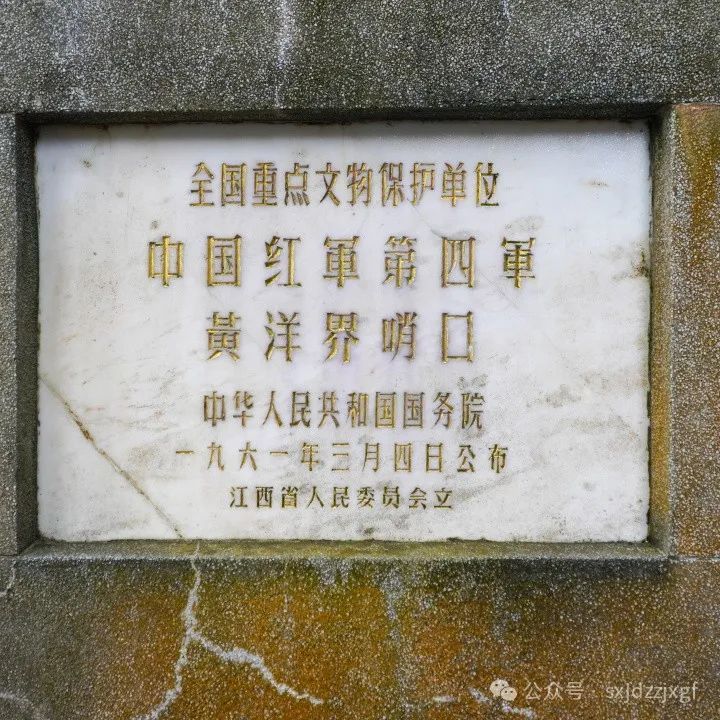 全国重点文物保护单位
中国红軍第四軍
黃洋界哨口
中华人民共和国国务院
一九六一年三月四日公布
江西省人民委员会立
公众号 sxjdzzjxgf